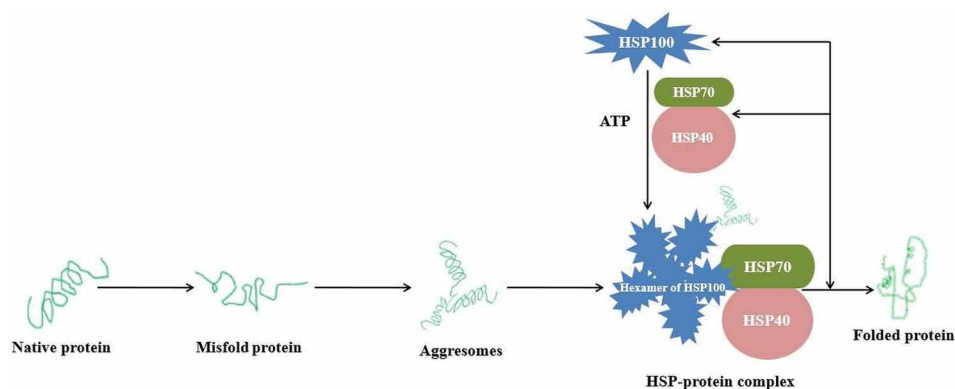 HSP100
HSP70
ATP
HSP40
HSP70
Hexamer of HSP100
HSP40
Native protein
Misfold protein
Aggresomes
Folded protein
HSP-protein complex